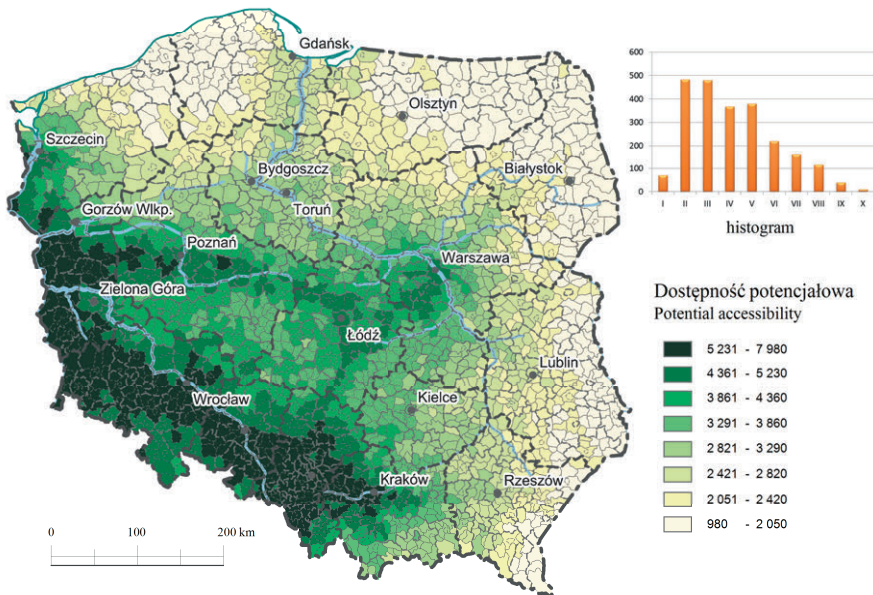 Gdańsk
Olsztyn
Szczecin
Bydgoszcz
Białystok
Toruń
Gorzów Wlkp.
Poznań
Warszawa
Zielona Góra
Łódź
Lublin
Wrocław
Kielce
Kraków
Rzeszów
0 100 200 km
600
500
400
300
200
100
0
I II III IV V VI VII VIII IX X
histogram
Dostępność potencjałowa
Potential accessibility
5 231 - 7 980
4 361 - 5 230
3 861 - 4 360
3 291 - 3 860
2 821 - 3 290
2 421 - 2 820
2 051 - 2 420
980 - 2 050